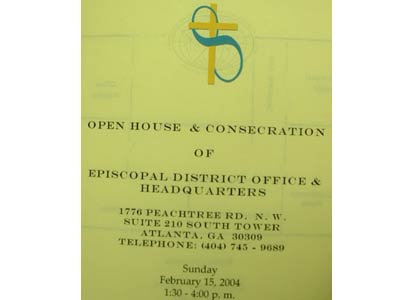 OPEN HOUSE & CONSECRATION
OF
EPISCOPAL DISTRICT OFFICE &
HEADQUARTERS
1776 PEACHTREE RD. N. W.
SUITE 210 SOUTH TOWER
ATLANTA, GA 30309
TELEPHONE: (404) 745 - 9689
Sunday
February 15, 2004
1:30 - 4:00 p. m.